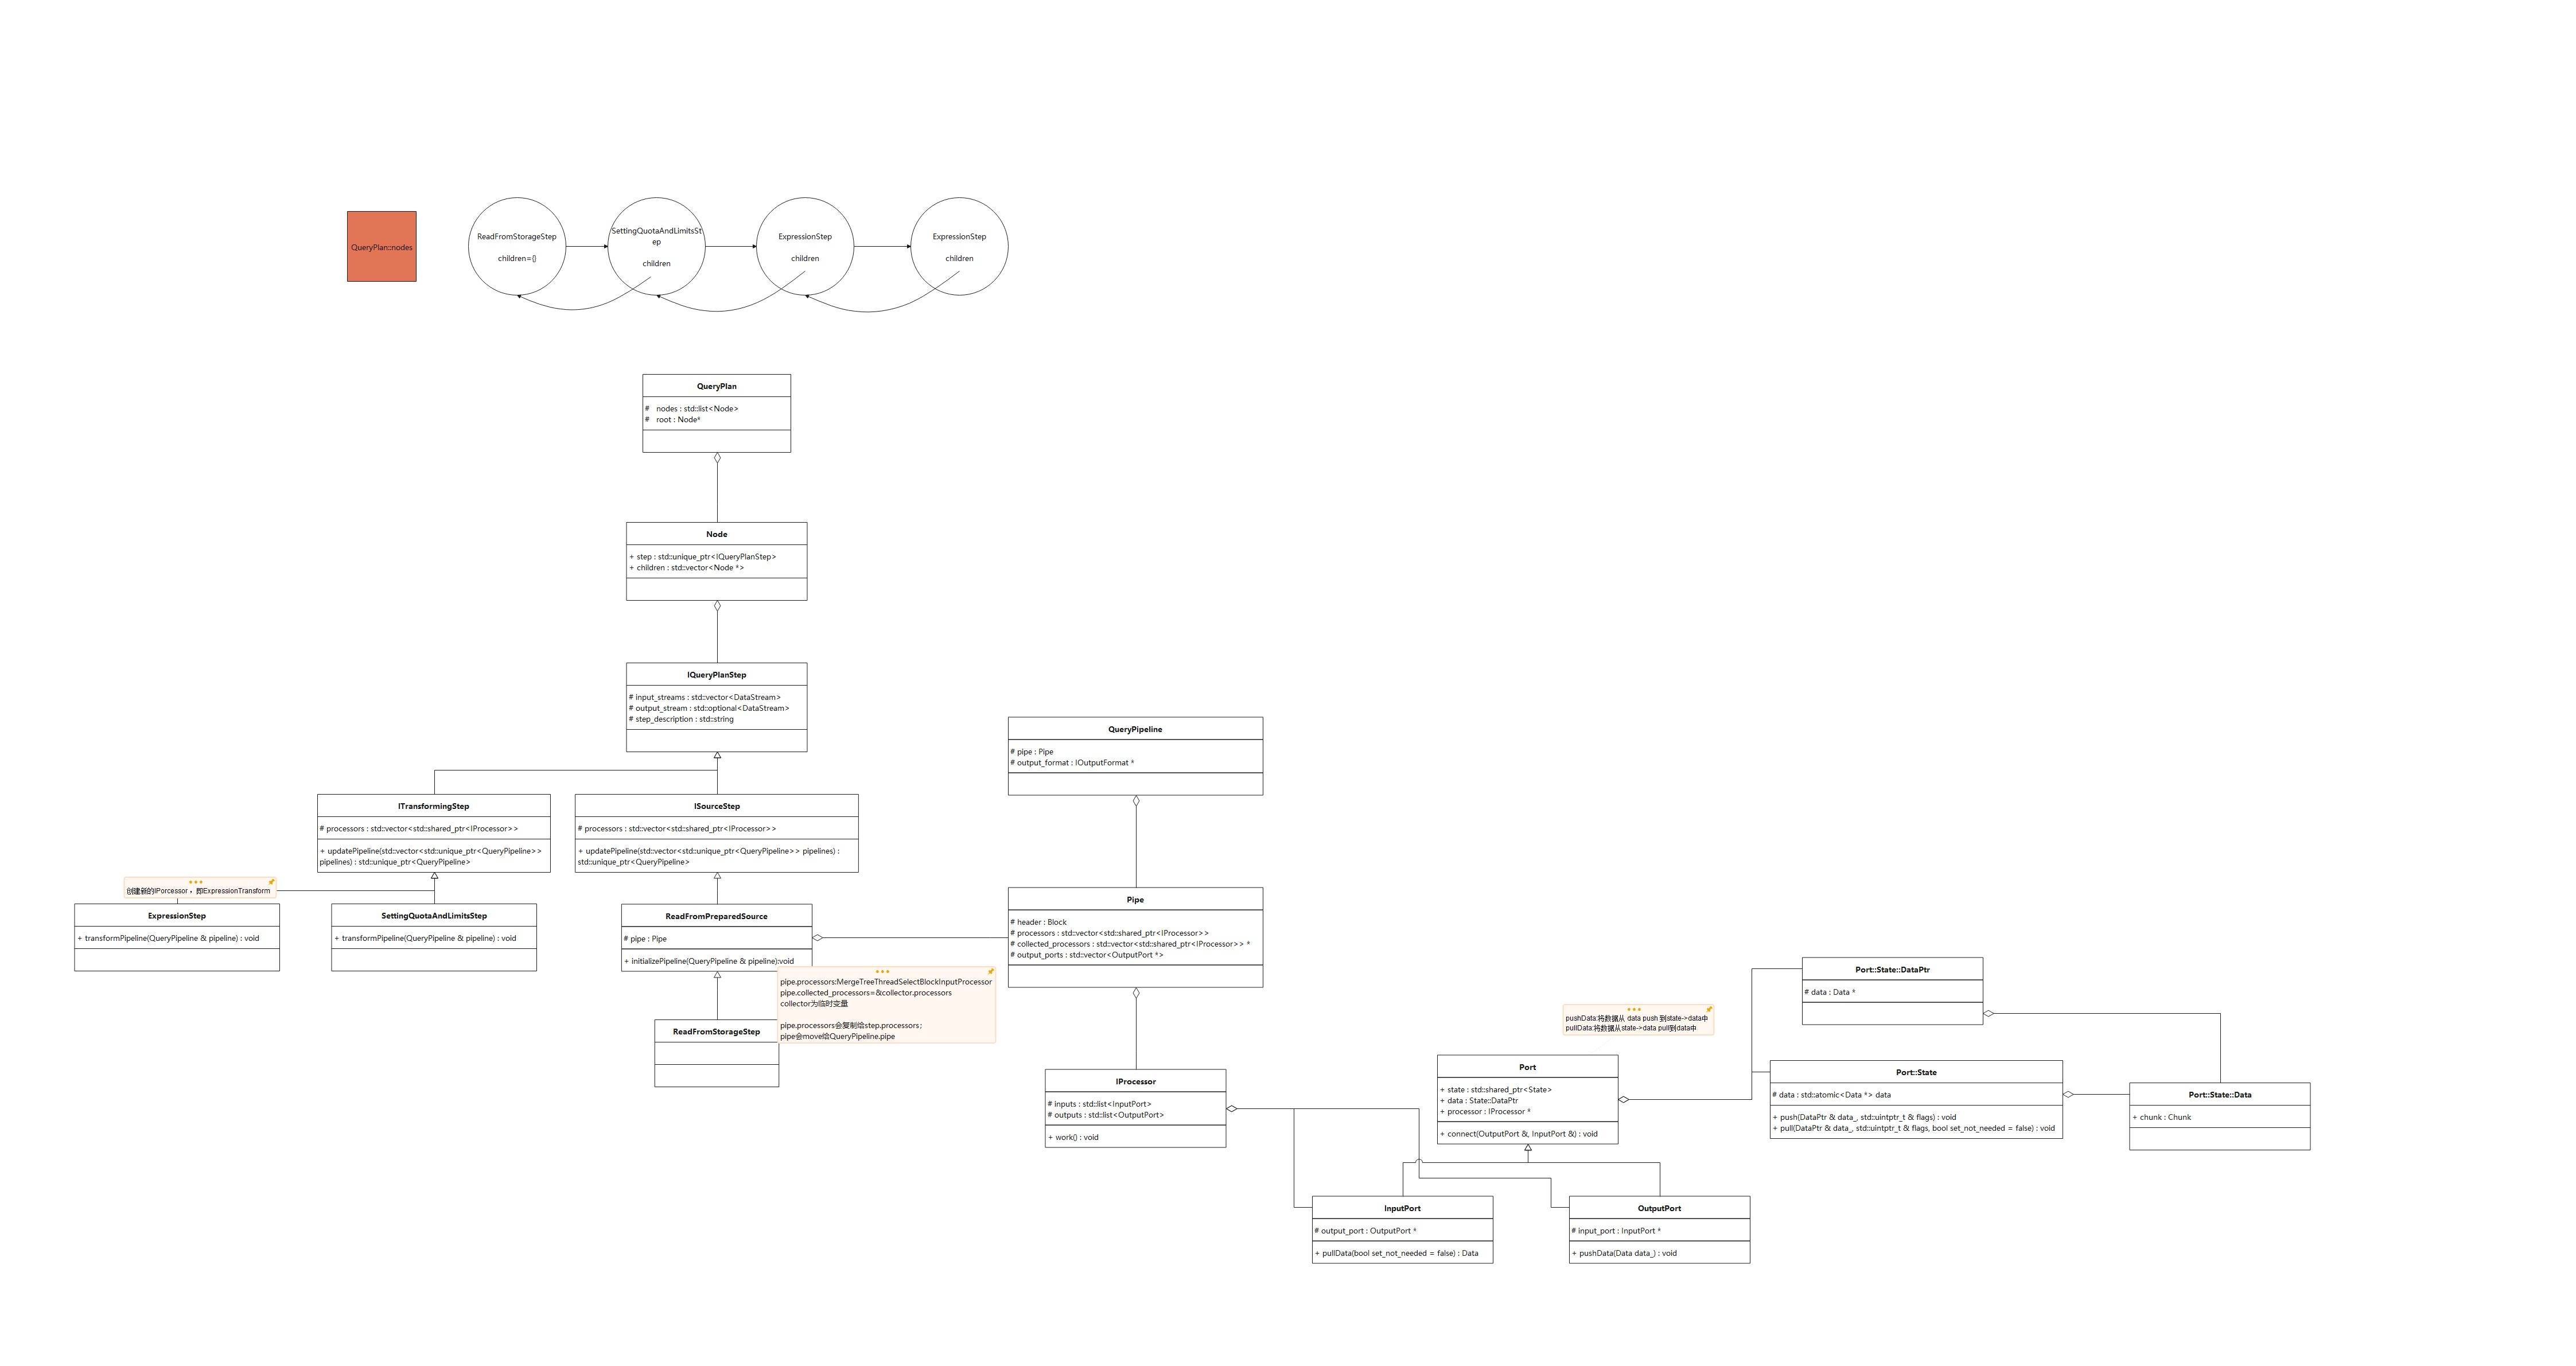 QueryPlan::nodes
ReadFromStorageStep
children={}
SettingQuotaAndLimitsSt
ep
children
ExpressionStep
children
ExpressionStep
children
QueryPlan
# nodes : std::list<Node>
# root : Node*
Node
+ step : std::unique_ptr<IQueryPlanStep>
+ children : std::vector<Node *>
IQueryPlanStep
# input_streams : std::vector<DataStream>
# output_stream : std::optional<DataStream>
# step_description : std::string
ITransformingStep
# processors : std::vector<std::shared_ptr<IProcessor>>
+ updatePipeline(std::vector<std::unique_ptr<QueryPipeline>>
pipelines) : std::unique_ptr<QueryPipeline>
ISourceStep
# processors : std::vector<std::shared_ptr<IProcessor>>
+ updatePipeline(std::vector<std::unique_ptr<QueryPipeline>> pipelines) :
std::unique_ptr<QueryPipeline>
创建新的IPorcessor ，即ExpressionTransform
ExpressionStep
+ transformPipeline(QueryPipeline & pipeline) : void
SettingQuotaAndLimitsStep
+ transformPipeline(QueryPipeline & pipeline) : void
ReadFromPreparedSource
# pipe : Pipe
+ initializePipeline(QueryPipeline & pipeline):void
pipe.processors:MergeTreeThreadSelectBlockInputProcessor
pipe.collected_processors=&collector.processors
collector为临时变量
pipe.processors会复制给step.processors;
pipe会move给QueryPipeline.pipe
ReadFromStorageStep
QueryPipeline
# pipe : Pipe
# output_format : IOutputFormat *
Pipe
# header : Block
# processors : std::vector<std::shared_ptr<IProcessor>>
# collected_processors : std::vector<std::shared_ptr<IProcessor>> *
# output_ports : std::vector<OutputPort *>
IProcessor
# inputs : std::list<InputPort>
# outputs : std::list<OutputPort>
+ work() : void
pushData:将数据从 data push 到state->data中
pullData:将数据从state->data pull到data中
Port
+ state : std::shared_ptr<State>
+ data : State::DataPtr
+ processor : IProcessor *
+ connect(OutputPort &, InputPort &) : void
InputPort
# output_port : OutputPort *
+ pullData(bool set_not_needed = false) : Data
OutputPort
# input_port : InputPort *
+ pushData(Data data_) : void
Port::State::DataPtr
# data : Data *
Port::State
# data : std::atomic<Data *> data
+ push(DataPtr & data_, std::uintptr_t & flags) : void
+ pull(DataPtr & data_, std::uintptr_t & flags, bool set_not_needed = false) : void
Port::State::Data
+ chunk : Chunk